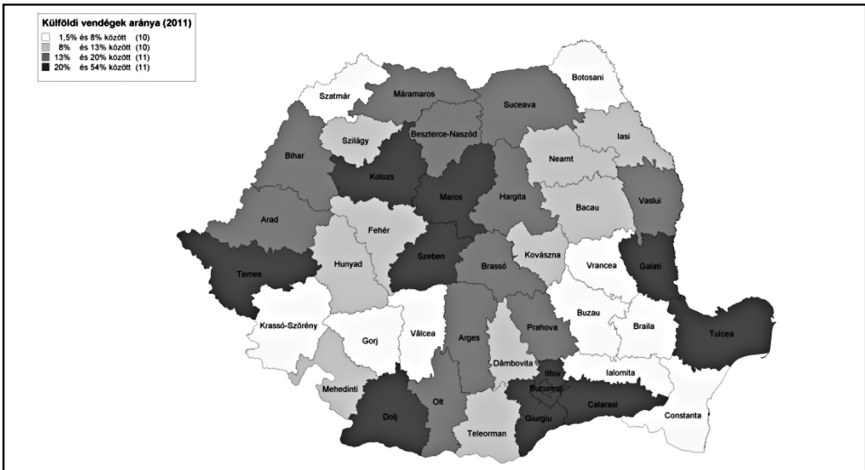 Külföldi vendégek aránya (2011)
1,5% és 8% között (10)
8% és 13% között (10)
13% és 20% között (11)
20% és 54% között (11)
Botosani
Szatmár
Máramaros
Suceava
Beszterce-Naszód
Iasi
Szilágy
Bihar
Neamt
Kolozs
Maros
Hargita
Vaslui
Bacau
Arad
Fehér
Szeben
Kovászna
Hunyad
Brassó
Vrancea
Galati
Temes
Buzau
Krassó-Szörény
Gorj
Válcea
Arges
Prahova
Braila
Tulcea
Dâmbovita
Ilfov
Ialomita
Bucuresti
Mehedinti
Olt
Calarasi
Dolj
Giurgiu
Constanta
Teleorman